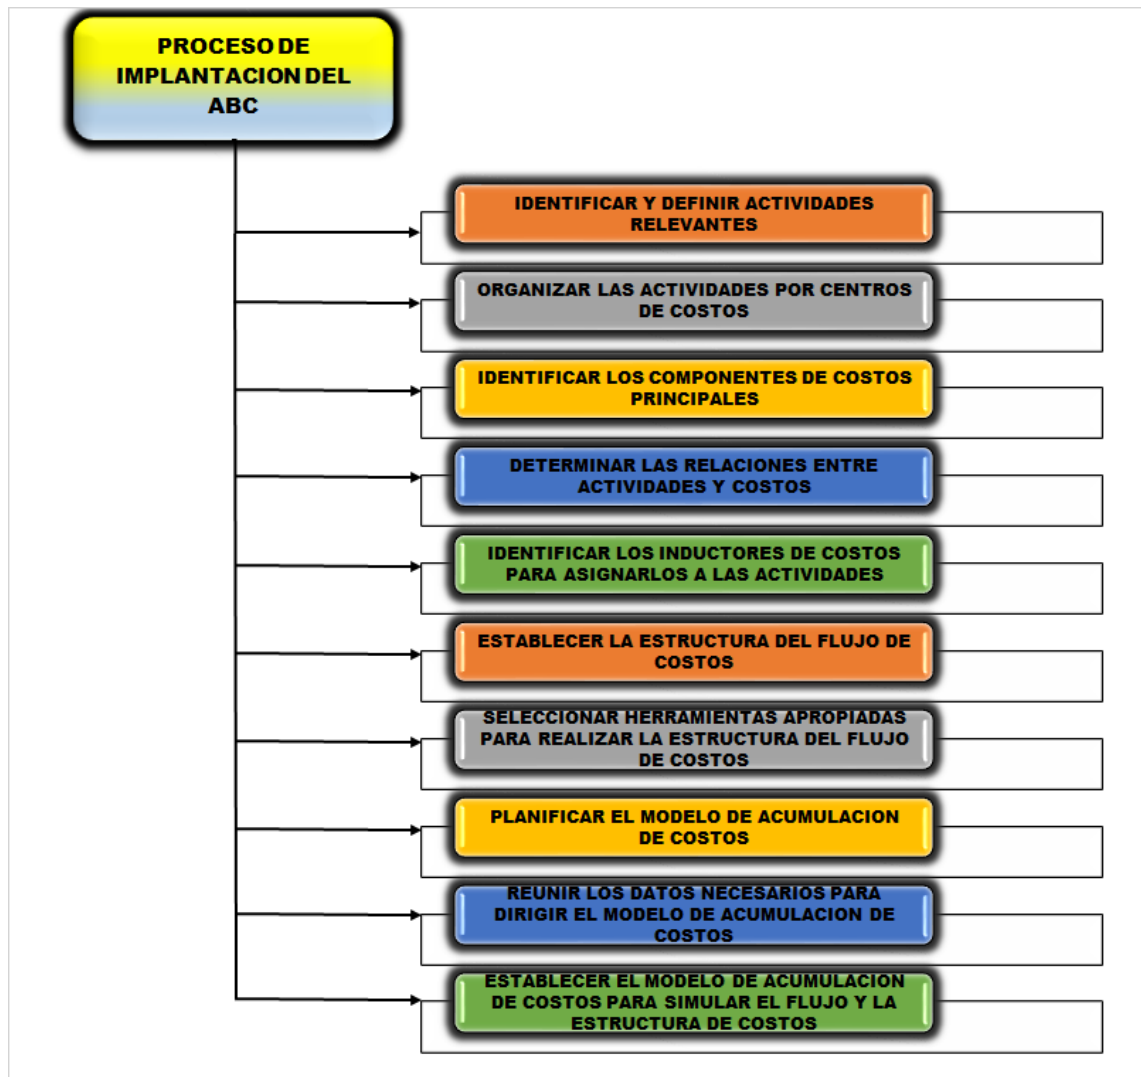 PROCESO DE
IMPLANTACION DEL
ABC
IDENTIFICAR Y DEFINIR ACTIVIDADES
RELEVANTES
ORGANIZAR LAS ACTIVIDADES POR CENTROS
DE COSTOS
IDENTIFICAR LOS COMPONENTES DE COSTOS
PRINCIPALES
DETERMINAR LAS RELACIONES ENTRE
ACTIVIDADES Y COSTOS
IDENTIFICAR LOS INDUCTORES DE COSTOS
PARA ASIGNARLOS A LAS ACTIVIDADES
ESTABLECER LA ESTRUCTURA DEL FLUJO DE
COSTOS
SELECCIONAR HERRAMIENTAS APROPIADAS
PARA REALIZAR LA ESTRUCTURA DEL FLUJO
DE COSTOS
PLANIFICAR EL MODELO DE ACUMULACION
DE COSTOS
REUNIR LOS DATOS NECESARIOS PARA
DIRIGIR EL MODELO DE ACUMULACION DE
COSTOS
ESTABLECER EL MODELO DE ACUMULACION
DE COSTOS PARA SIMULAR EL FLUJO Y LA
ESTRUCTURA DE COSTOS